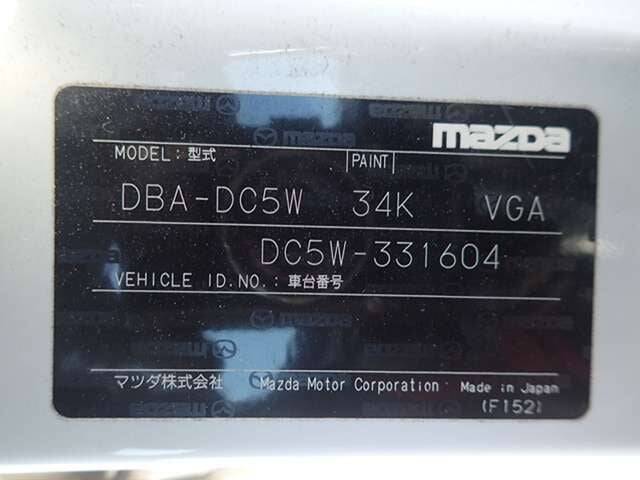 mazda
MODEL: 型式 PAINT
DBA-DC5W 34K VGA
DC5W-331604
VEHICLE ID.NO.: 車台番号
マツダ株式会社 Mazda Motor Corporation Made in Japan
(F152)